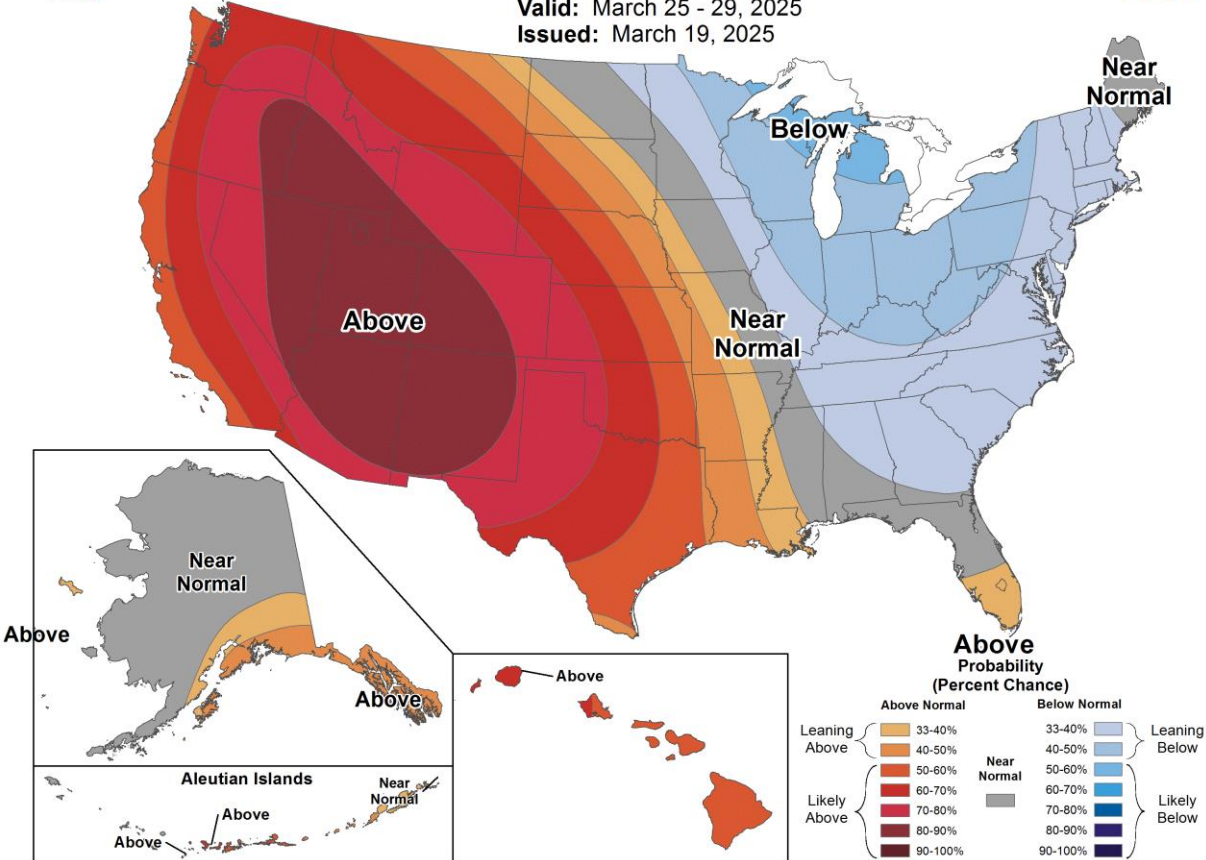 Valid: March 25 - 29, 2025
Issued: March 19, 2025
Near
Normal
Below
Above
Near
Normal
Near
Normal
Above
Above
Above
Above
Probability
(Percent Chance)
Above Normal
Below Normal
Leaning
Above
33-40%
40-50%
Likely
Above
50-60%
60-70%
70-80%
80-90%
90-100%
Near
Normal
33-40%
40-50%
Leaning
Below
50-60%
60-70%
70-80%
80-90%
90-100%
Likely
Below
Aleutian Islands
Near
Normal
Above
Above